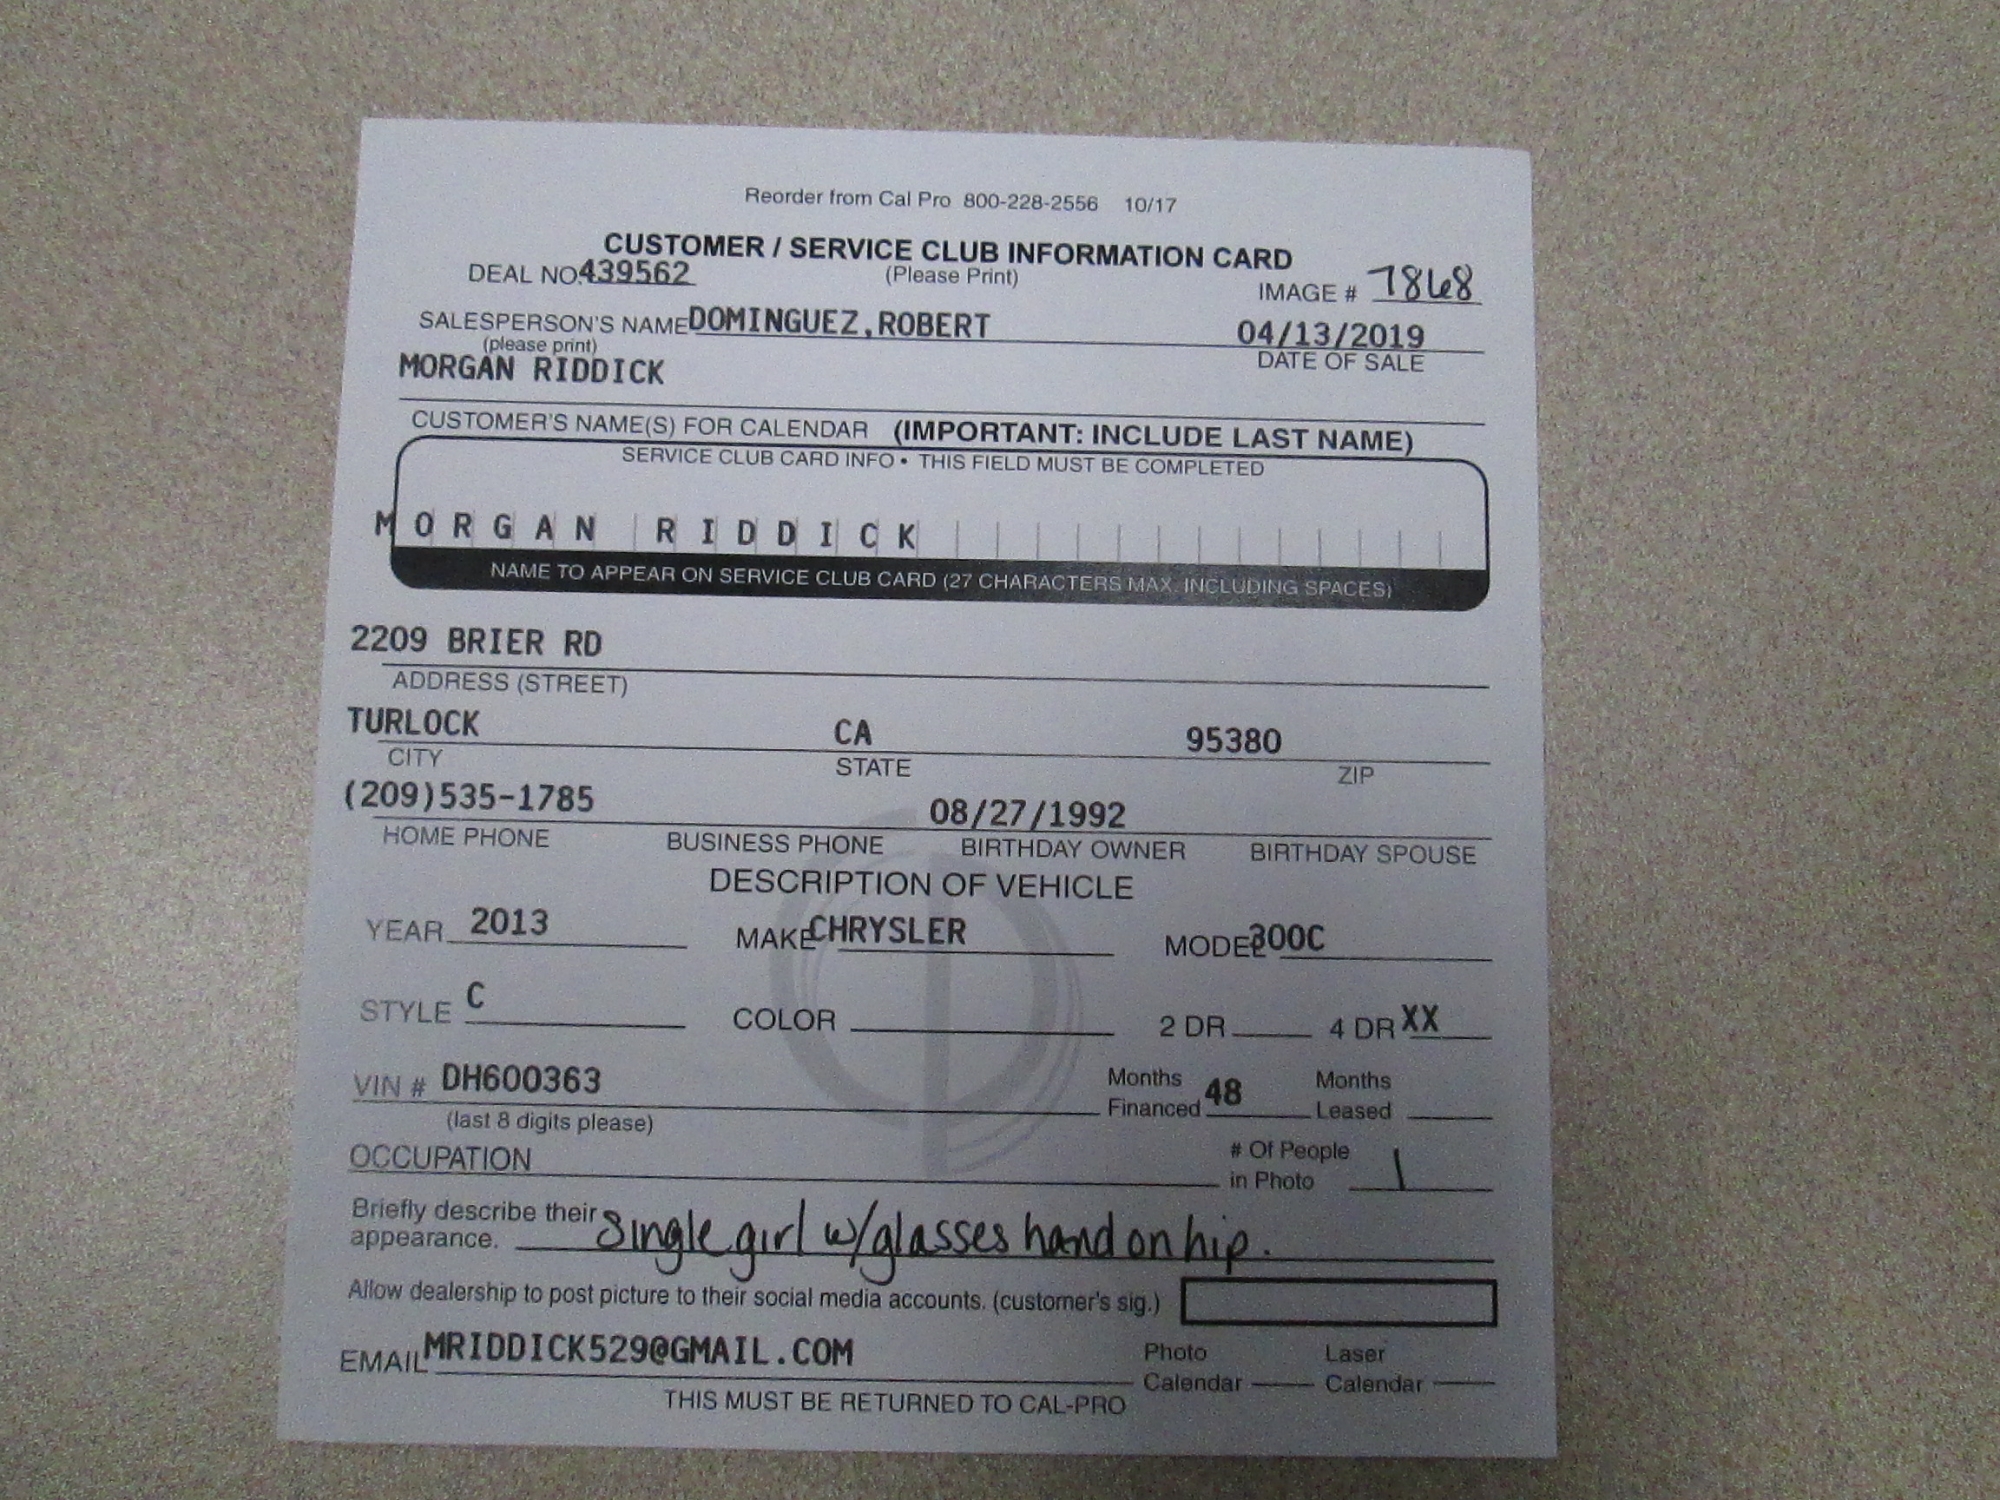 Reorder from Cal Pro 800-228-2556 10/17
CUSTOMER / SERVICE CLUB INFORMATION CARD
DEAL NO. 439562 (Please Print) IMAGE # 7868
SALESPERSON'S NAME DOMINGUEZ,ROBERT 04/13/2019
(please print) DATE OF SALE
MORGAN RIDDICK
CUSTOMER'S NAME(S) FOR CALENDAR (IMPORTANT: INCLUDE LAST NAME)
SERVICE CLUB CARD INFO • THIS FIELD MUST BE COMPLETED
MORGAN RIDDICK
NAME TO APPEAR ON SERVICE CLUB CARD (27 CHARACTERS MAX. INCLUDING SPACES)
2209 BRIER RD
ADDRESS (STREET)
TURLOCK CA 95380
CITY STATE ZIP
(209)535-1785 08/27/1992
HOME PHONE BUSINESS PHONE BIRTHDAY OWNER BIRTHDAY SPOUSE
DESCRIPTION OF VEHICLE
YEAR 2013 MAKE CHRYSLER MODEL 300C
STYLE C COLOR 2 DR 4 DR XX
VIN # DH600363 Months Financed 48 Months Leased
(last 8 digits please)
OCCUPATION # Of People in Photo 1
Briefly describe their appearance. Single girl w/glasses hand on hip.
Allow dealership to post picture to their social media accounts. (customer's sig.)
EMAIL MRIDDICK529@GMAIL.COM Photo Calendar Laser Calendar
THIS MUST BE RETURNED TO CAL-PRO